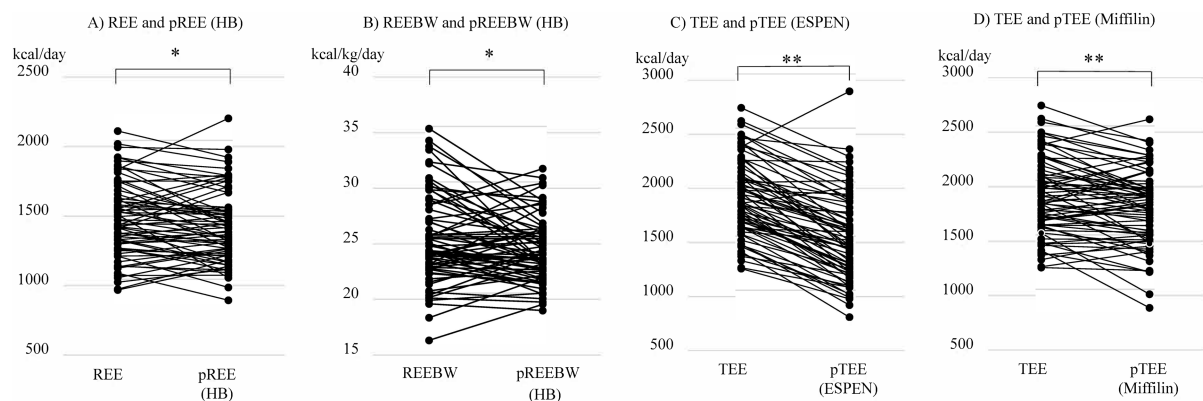 A) REE and pREE (HB)
kcal/day
*
2500
2000
1500
1000
500
REE
pREE
(HB)
B) REEBW and pREEBW (HB)
kcal/kg/day
*
40
35
30
25
20
15
REEBW
pREEBW
(HB)
C) TEE and pTEE (ESPEN)
kcal/day
**
3000
2500
2000
1500
1000
500
TEE
pTEE
(ESPEN)
D) TEE and pTEE (Miffilin)
kcal/day
**
3000
2500
2000
1500
1000
500
TEE
pTEE
(Miffilin)